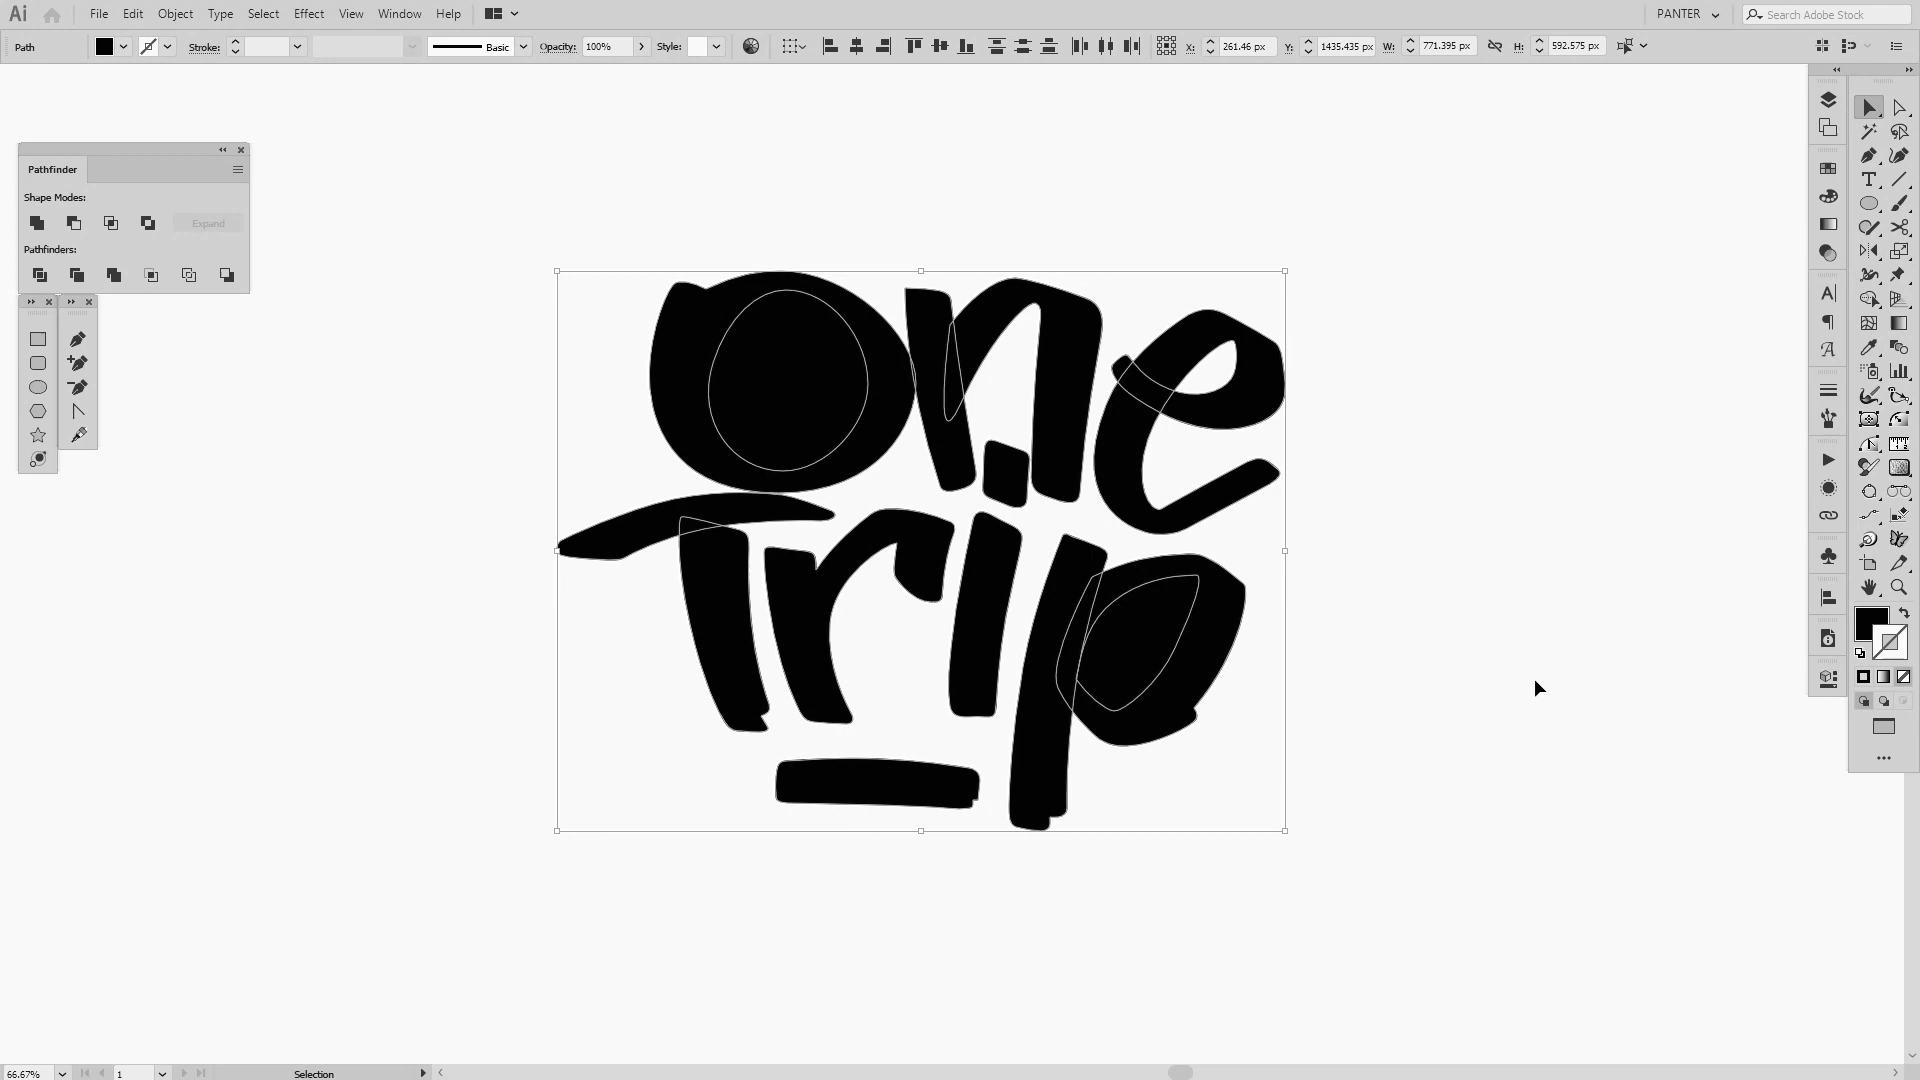 Ai File Edit Object Type Select Effect View Window Help PANTER Search Adobe Stock
Path Stroke: Basic Opacity: 100% Style: X: 261.46 px Y: 1435.435 px W: 771.395 px H: 592.575 px
Pathfinder
Shape Modes:
Expand
Pathfinders:
One
Trip
66.67% 1 Selection